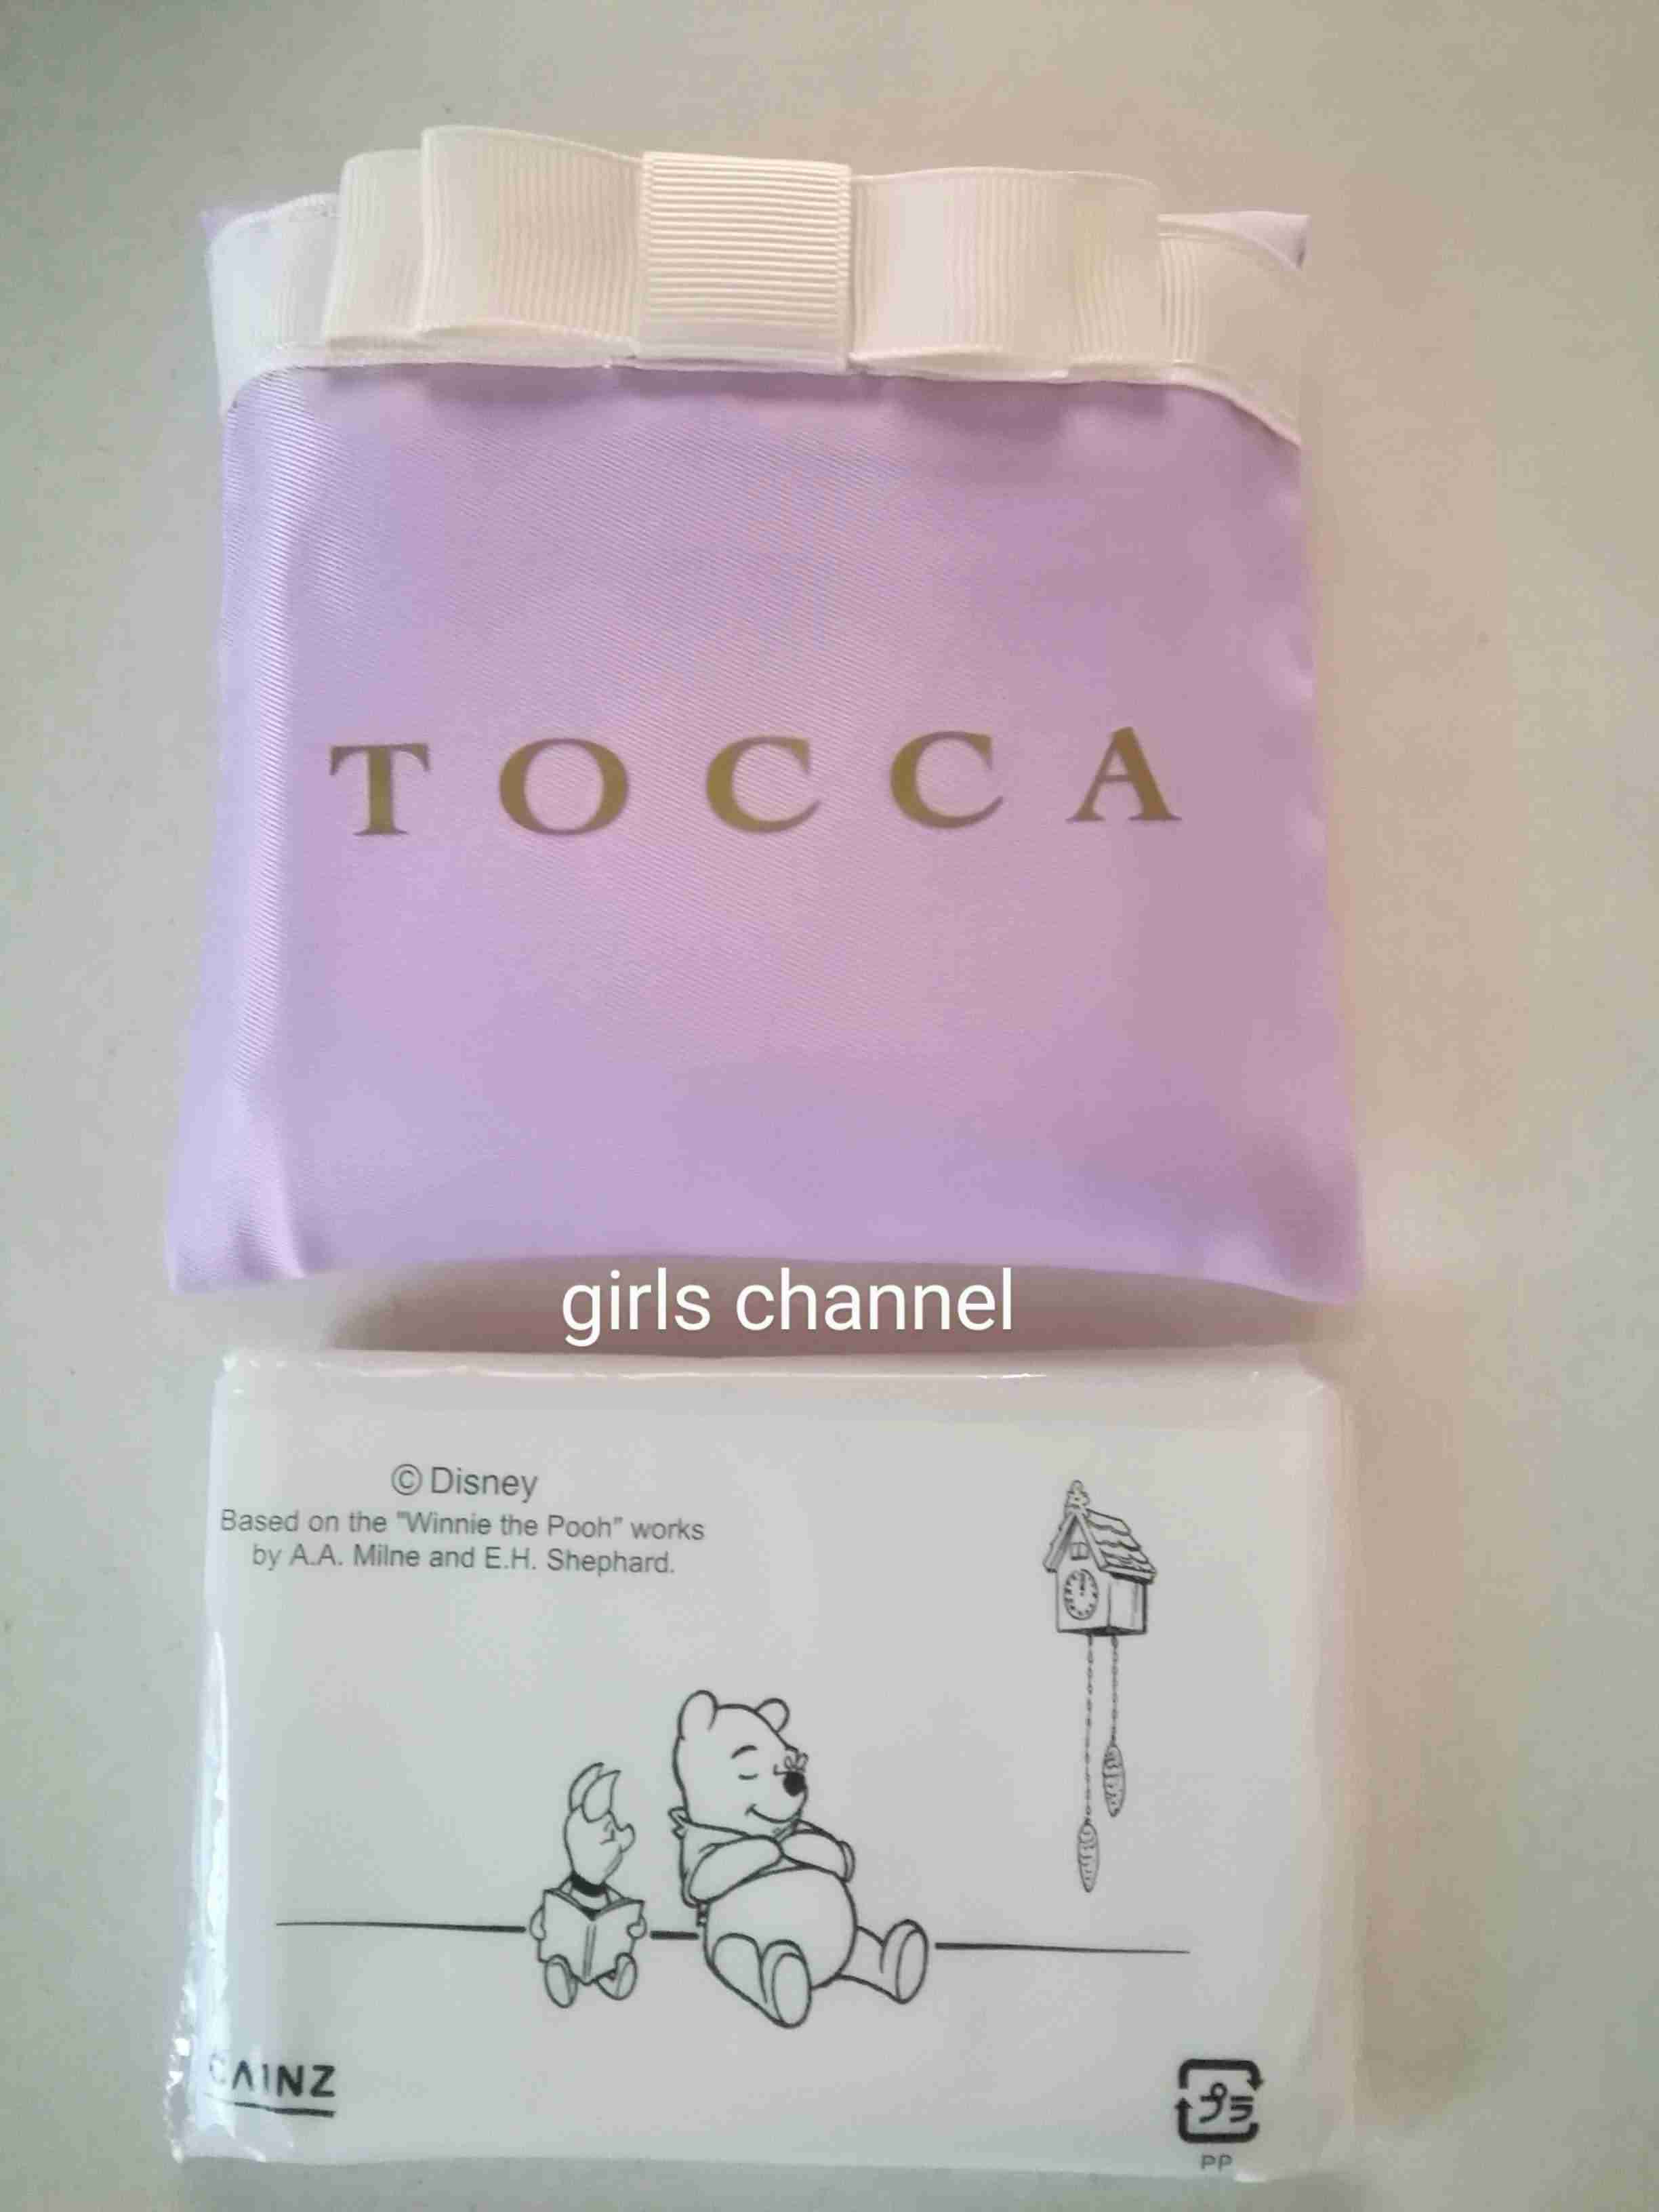 TOCCA
girls channel
© Disney
Based on the "Winnie the Pooh" works
by A.A. Milne and E.H. Shephard.
CAINZ
プラ
PP